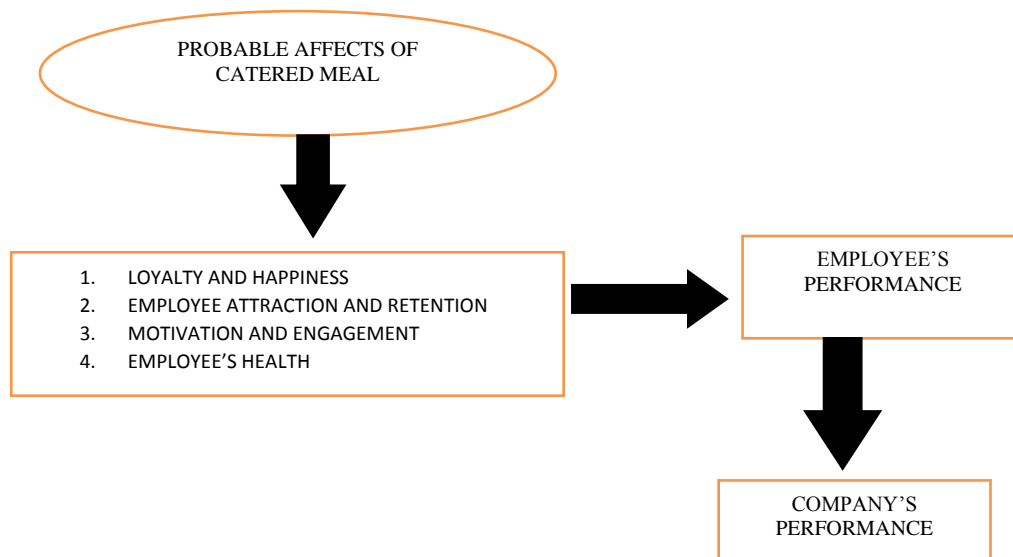 PROBABLE AFFECTS OF
CATERED MEAL
1. LOYALTY AND HAPPINESS
2. EMPLOYEE ATTRACTION AND RETENTION
3. MOTIVATION AND ENGAGEMENT
4. EMPLOYEE’S HEALTH
EMPLOYEE’S
PERFORMANCE
COMPANY’S
PERFORMANCE